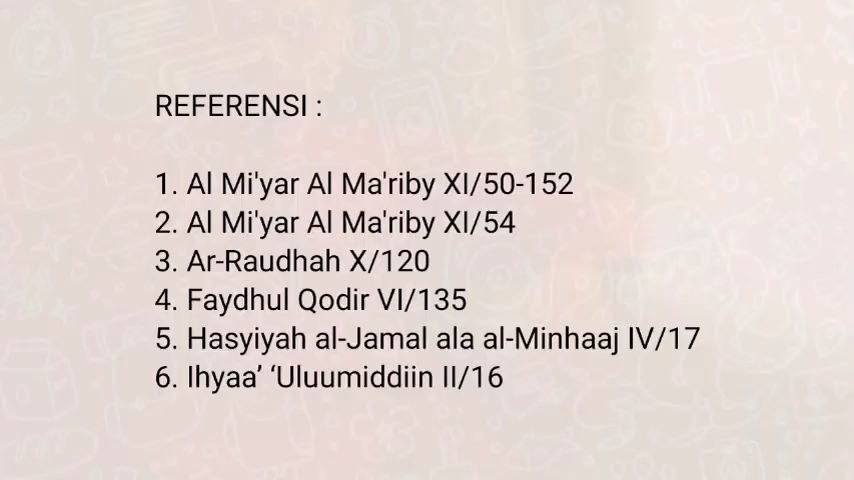 REFERENSI :
1. Al Mi'yar Al Ma'riby XI/50-152
2. Al Mi'yar Al Ma'riby XI/54
3. Ar-Raudhah X/120
4. Faydhul Qodir VI/135
5. Hasyiyah al-Jamal ala al-Minhaaj IV/17
6. Ihyaa’ ‘Uluumiddiin II/16